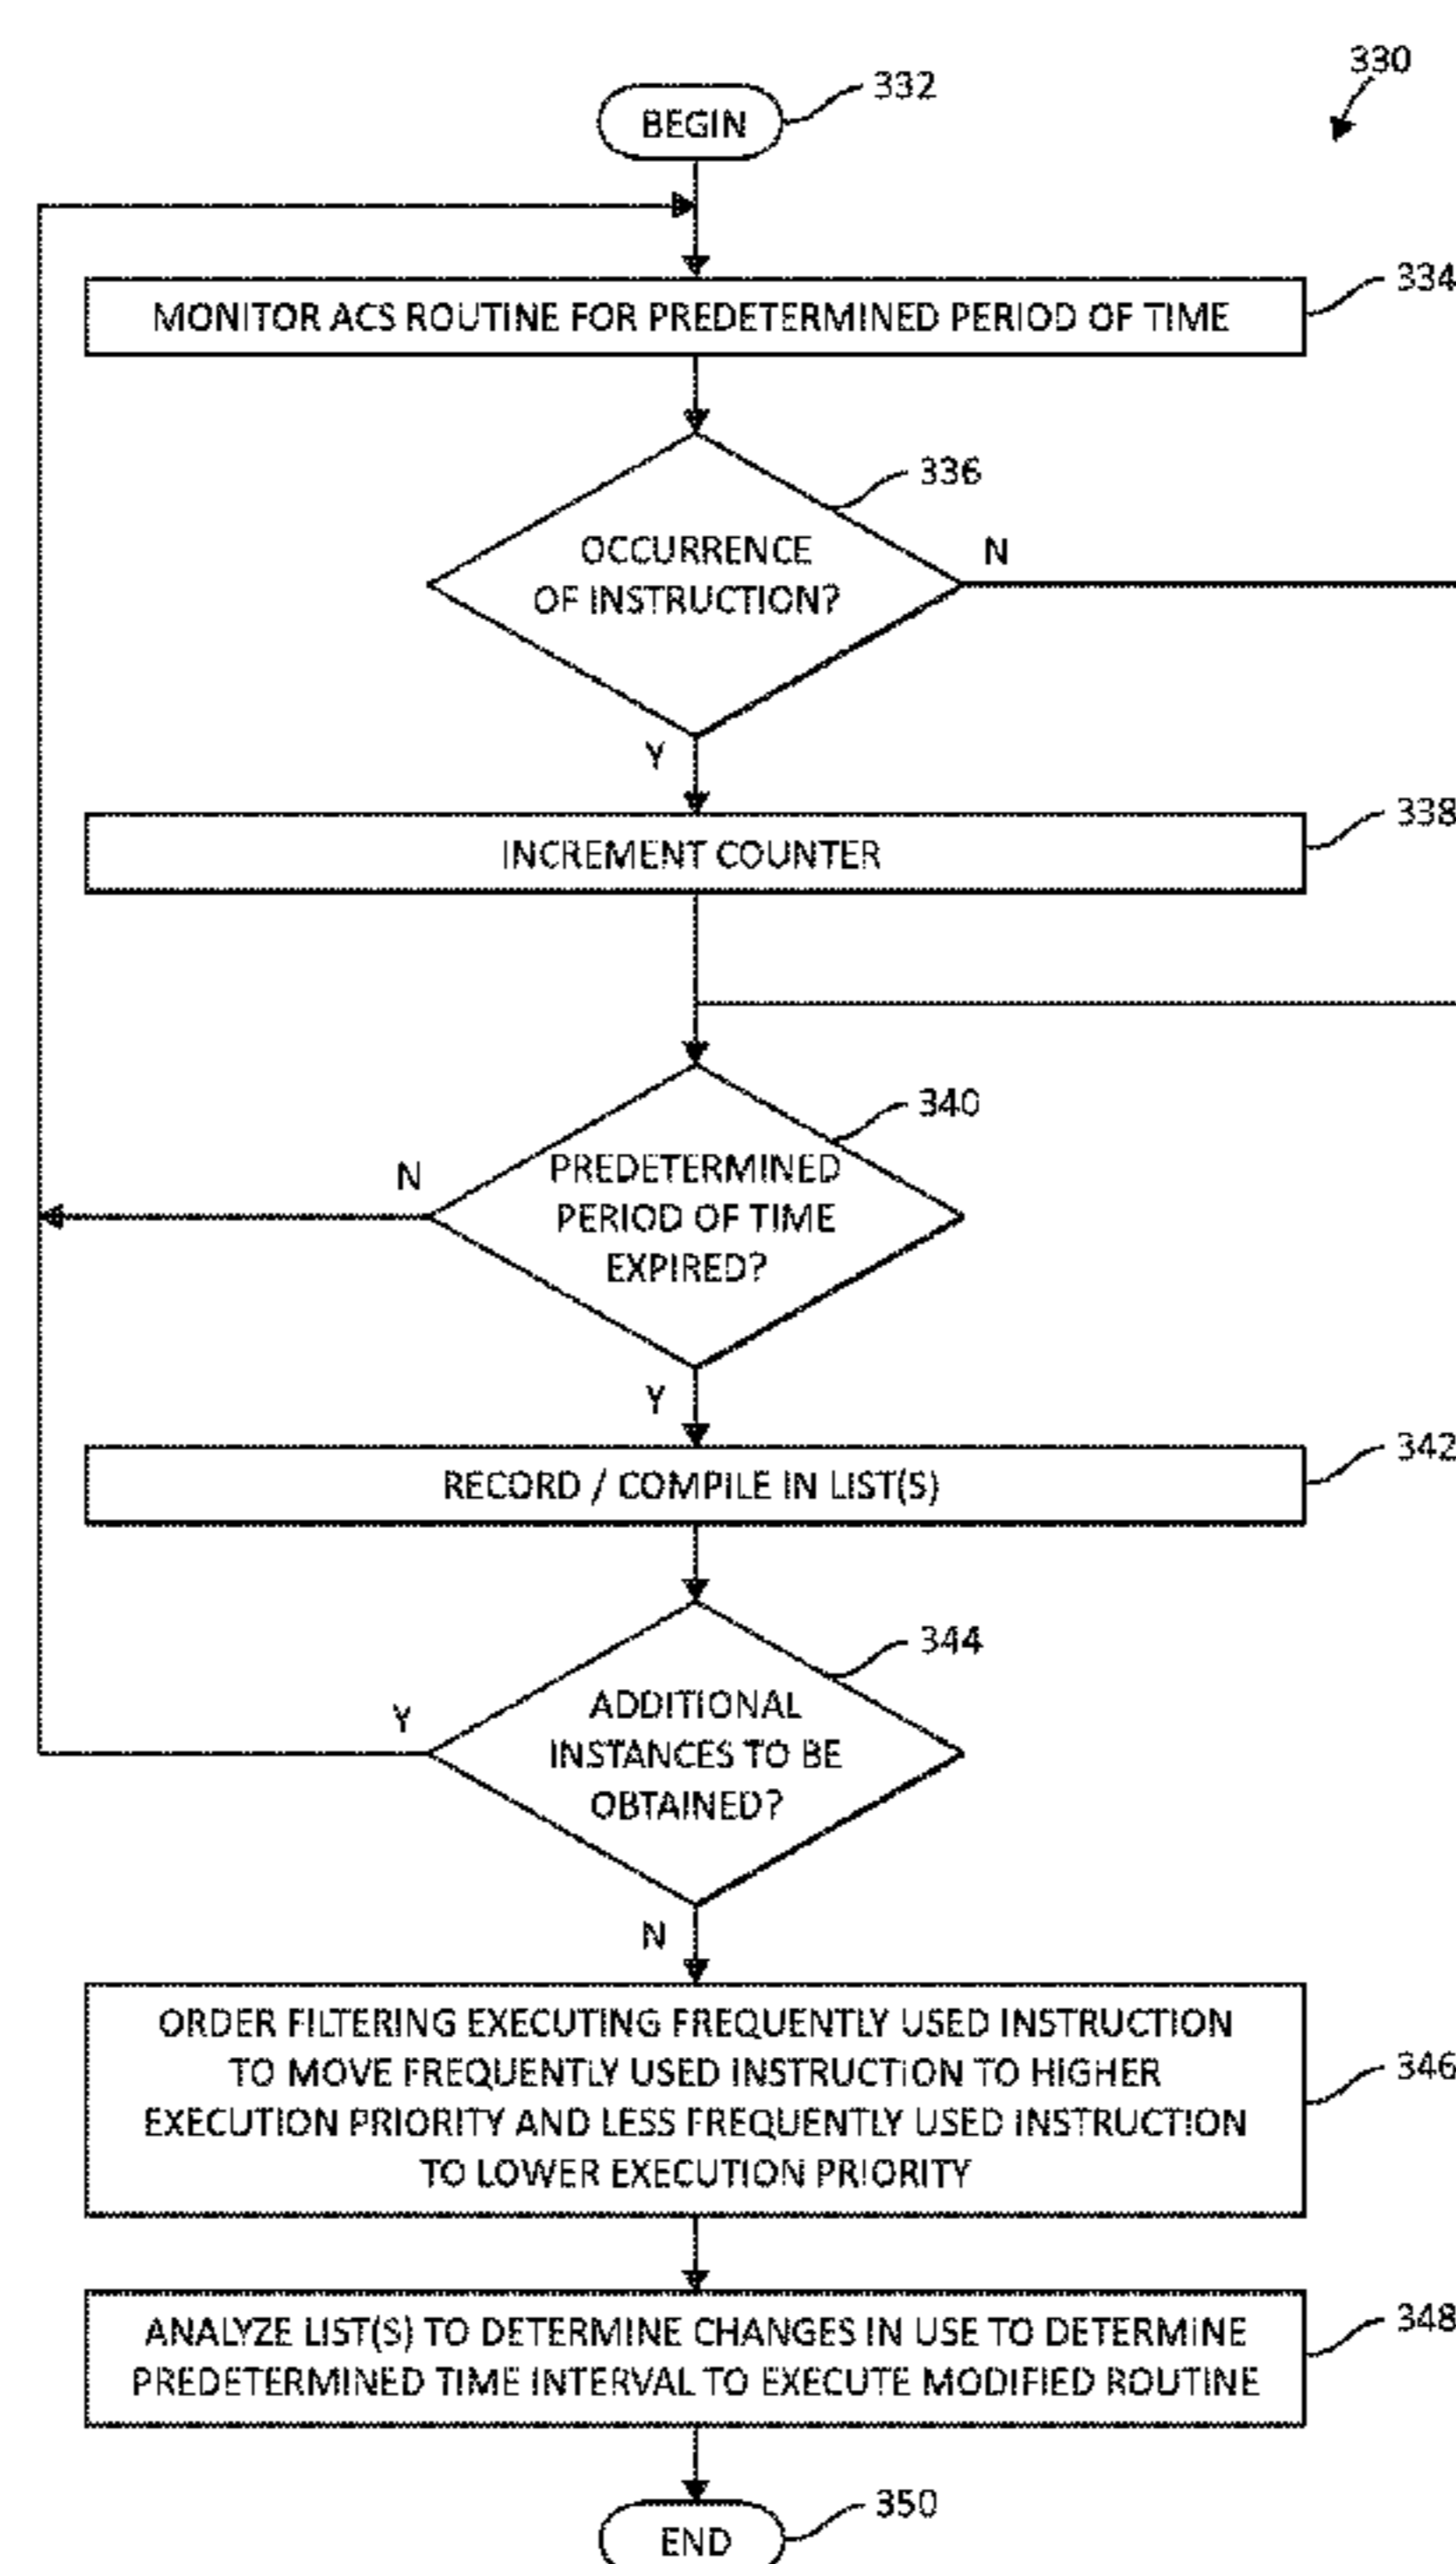 330
BEGIN
332
MONITOR ACS ROUTINE FOR PREDETERMINED PERIOD OF TIME
334
336
OCCURRENCE
OF INSTRUCTION?
N
Y
INCREMENT COUNTER
338
340
PREDETERMINED
PERIOD OF TIME
EXPIRED?
N
Y
RECORD / COMPILE IN LIST(S)
342
344
ADDITIONAL
INSTANCES TO BE
OBTAINED?
Y
N
ORDER FILTERING EXECUTING FREQUENTLY USED INSTRUCTION
TO MOVE FREQUENTLY USED INSTRUCTION TO HIGHER
EXECUTION PRIORITY AND LESS FREQUENTLY USED INSTRUCTION
TO LOWER EXECUTION PRIORITY
346
ANALYZE LIST(S) TO DETERMINE CHANGES IN USE TO DETERMINE
PREDETERMINED TIME INTERVAL TO EXECUTE MODIFIED ROUTINE
348
END
350